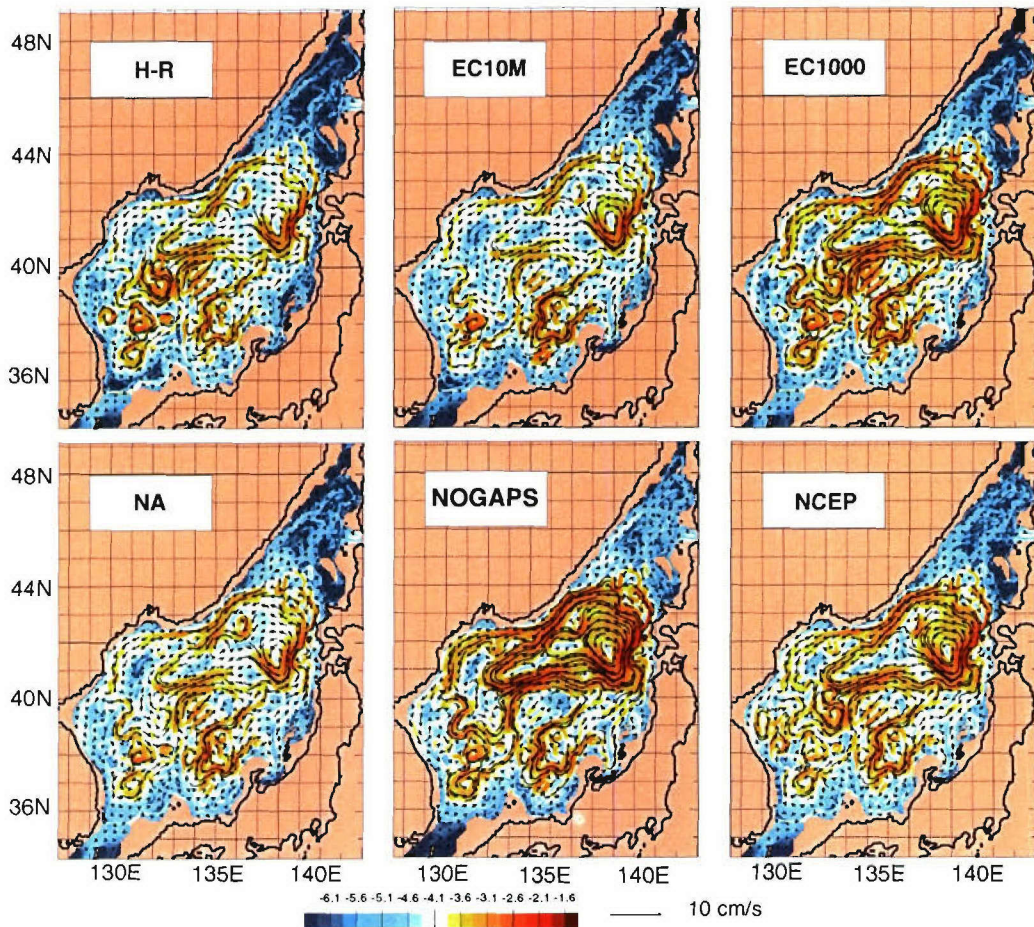 48N
44N
40N
36N
H-R
EC10M
EC1000
48N
44N
40N
36N
NA
NOGAPS
NCEP
130E 135E 140E 130E 135E 140E 130E 135E 140E
-6.1 -5.6 -5.1 -4.6 -4.1 -3.6 -3.1 -2.6 -2.1 -1.6
10 cm/s